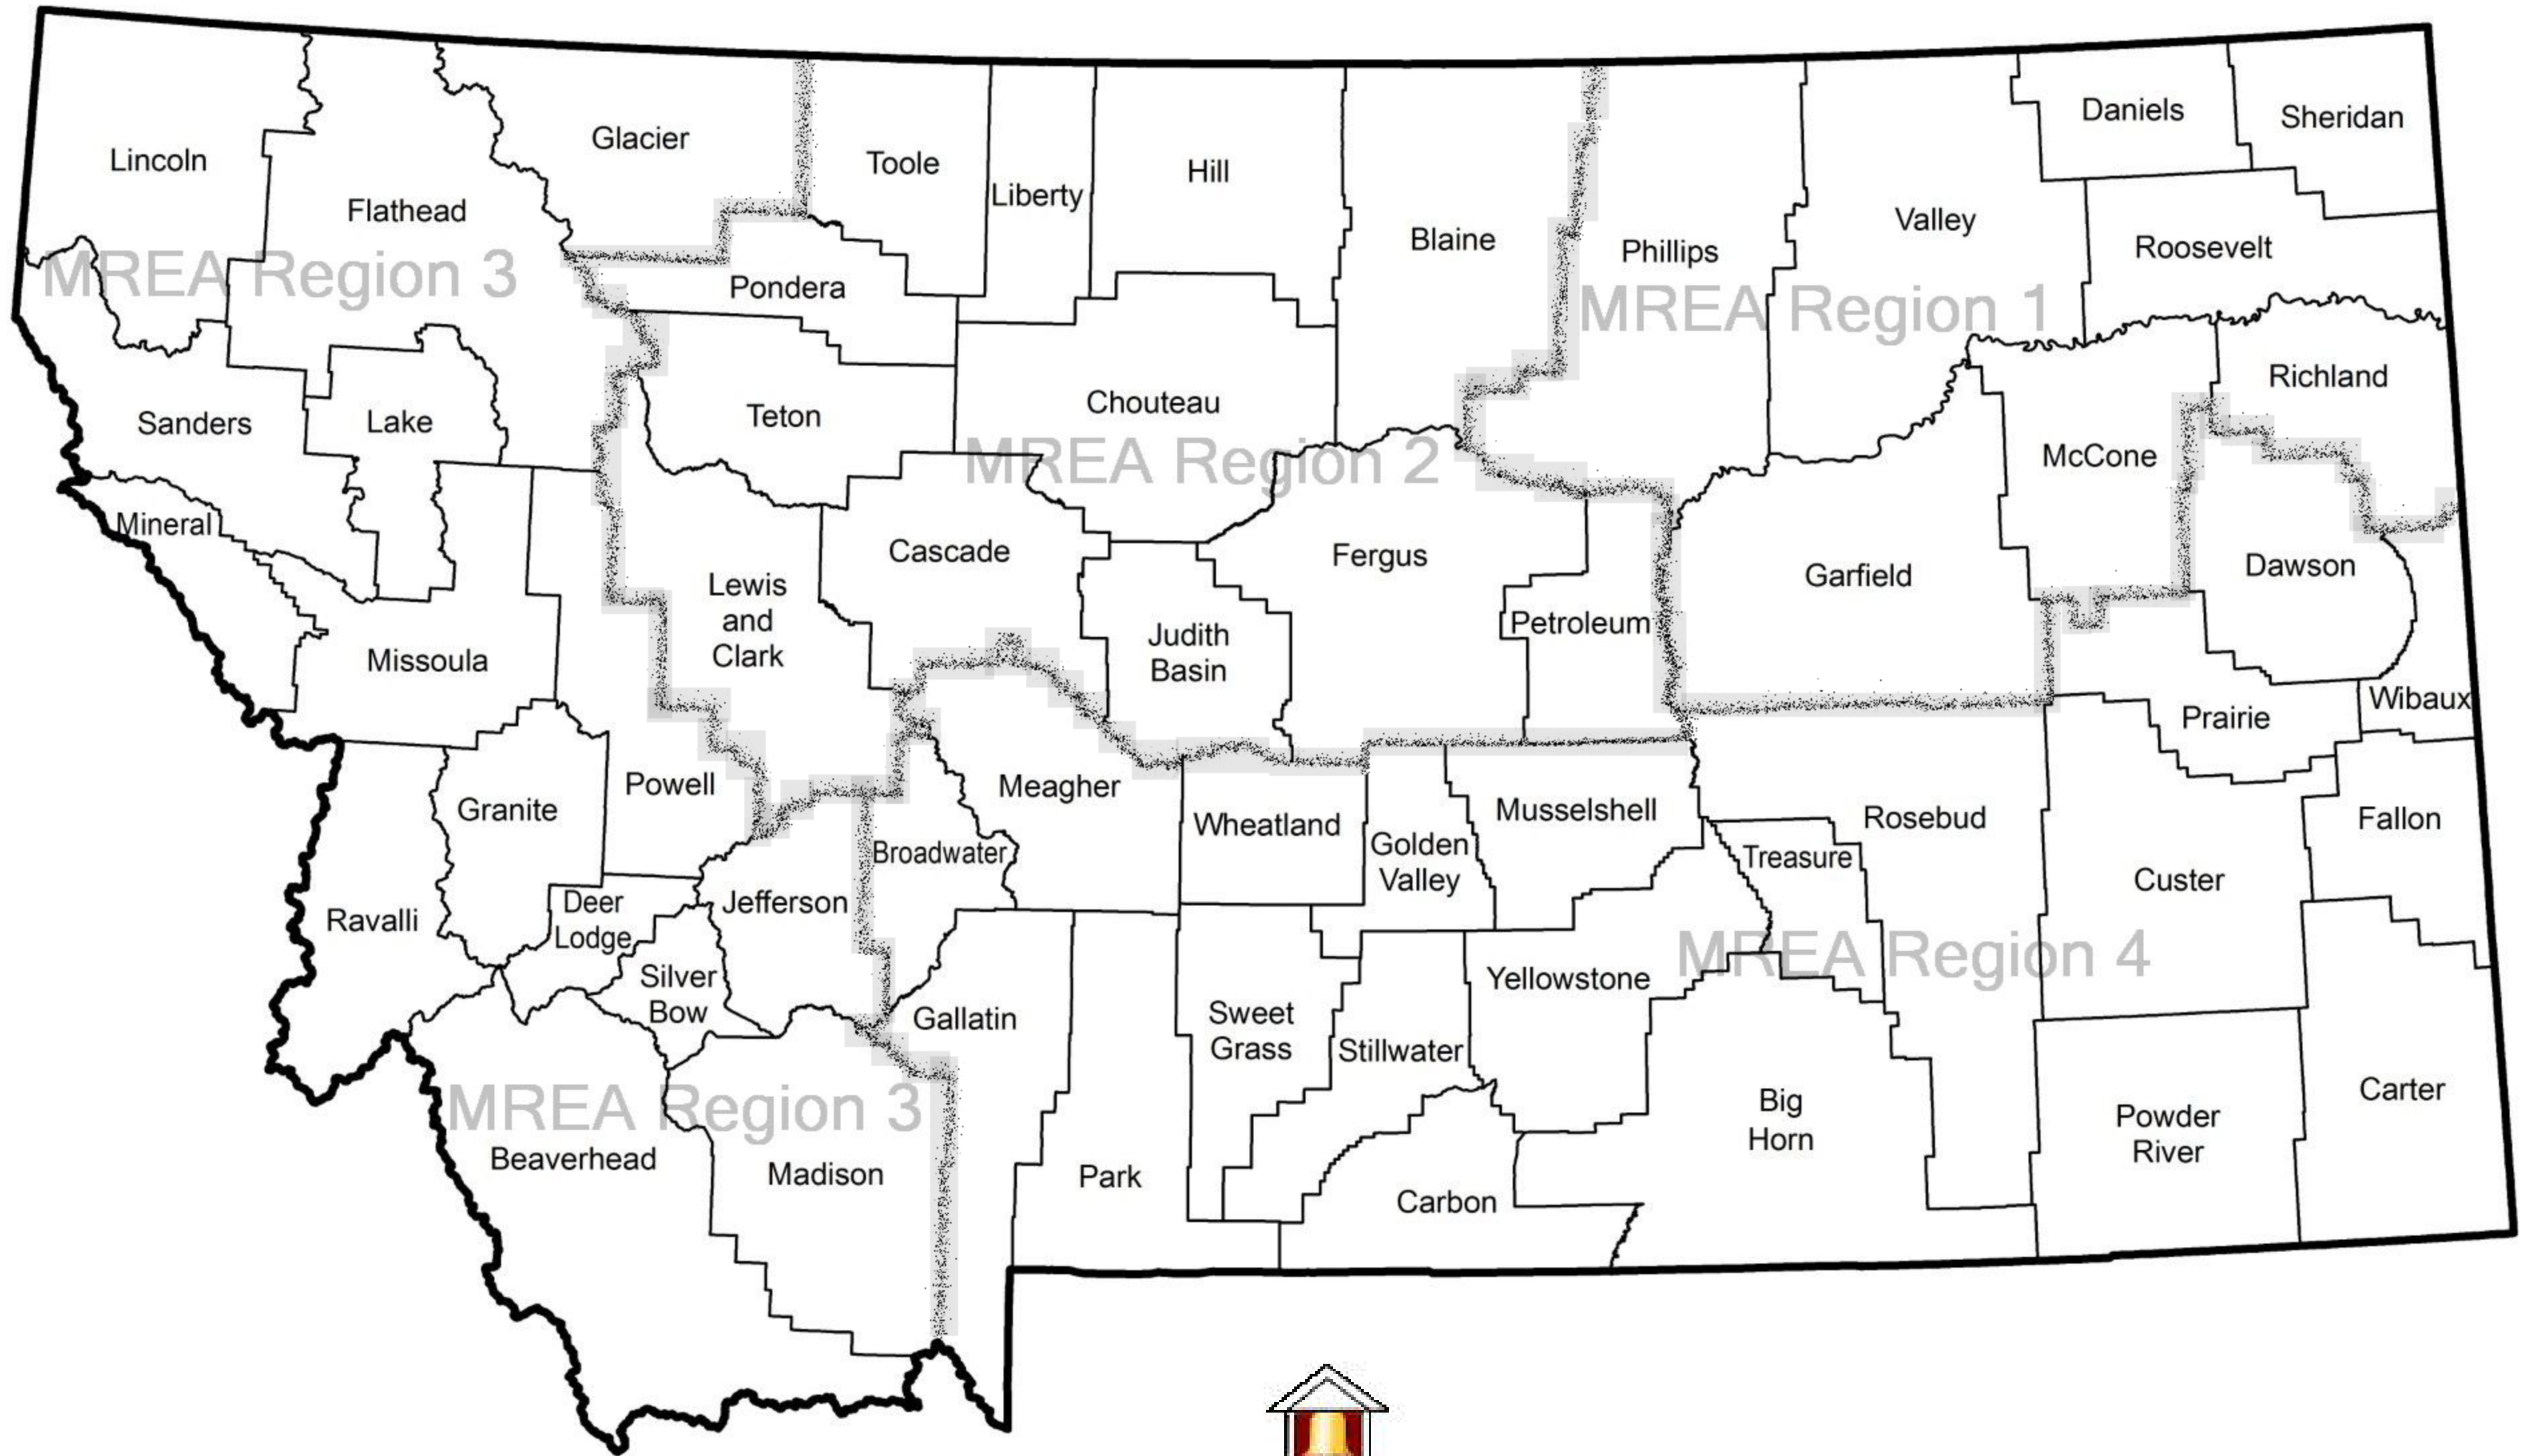 Lincoln
Flathead
Glacier
Toole
Liberty
Hill
Blaine
Phillips
Valley
Daniels
Sheridan
Roosevelt
MREA Region 3
Pondera
MREA Region 1
Sanders
Lake
Teton
Chouteau
MREA Region 2
McCone
Richland
Mineral
Missoula
Lewis
and
Clark
Cascade
Judith
Basin
Fergus
Petroleum
Garfield
Dawson
Wibaux
Prairie
Powell
Granite
Ravalli
Deer
Lodge
Silver
Bow
Jefferson
Broadwater
Meagher
Wheatland
Golden
Valley
Musselshell
Treasure
Rosebud
Custer
Fallon
MREA Region 4
Gallatin
Sweet
Grass
Stillwater
Yellowstone
MREA Region 3
Beaverhead
Madison
Park
Carbon
Big
Horn
Powder
River
Carter